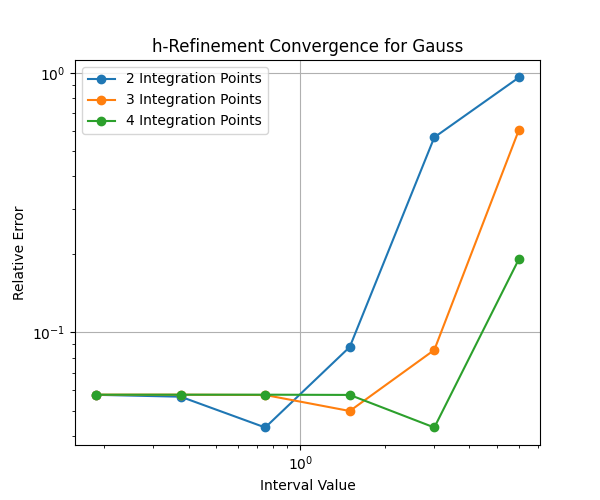 h-Refinement Convergence for Gauss
2 Integration Points
3 Integration Points
4 Integration Points
Relative Error
10⁰
10⁻¹
10⁰
Interval Value